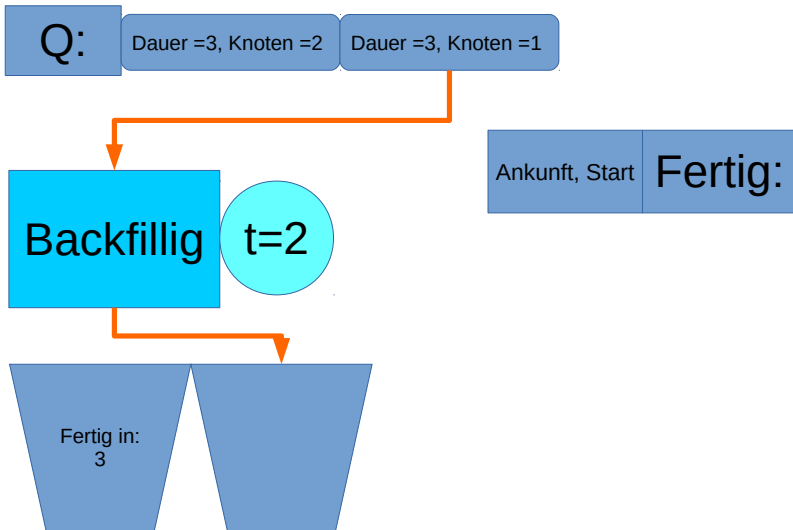 Q:
Dauer =3, Knoten =2
Dauer =3, Knoten =1
Ankunft, Start
Fertig:
Backfillig
t=2
Fertig in:
3